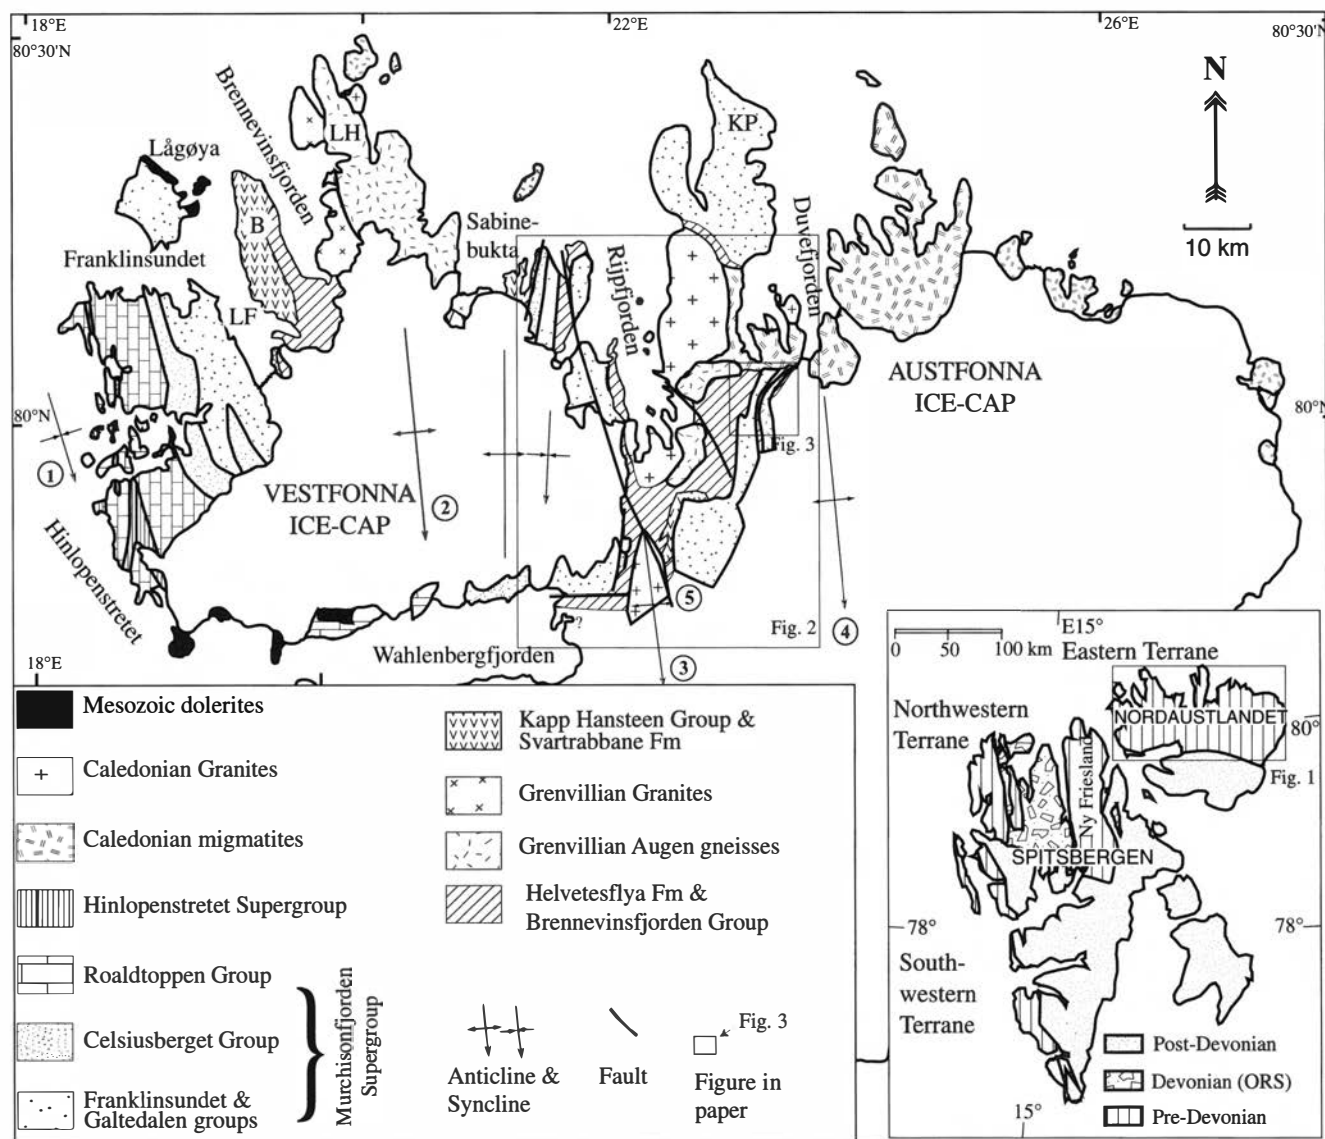 18°E
22°E
26°E
80°30'N
80°30'N
N
10 km
Brennevinsfjorden
LH
KP
Lågøya
B
Franklinsundet
LF
Sabine-
bukta
Rijpfjorden
Duvefjorden
80°N
80°N
AUSTFONNA
ICE-CAP
Fig. 3
1
VESTFONNA
ICE-CAP
2
Hinlopenstretet
5
?
Fig. 2
4
Wahlenbergfjorden
3
18°E
Mesozoic dolerites
Caledonian Granites
Caledonian migmatites
Hinlopenstretet Supergroup
Roaldtoppen Group
Celsiusberget Group
Franklinsundet &
Galtedalen groups
Murchisonfjorden
Supergroup
Kapp Hansteen Group &
Svartrabbane Fm
Grenvillian Granites
Grenvillian Augen gneisses
Helvetesflya Fm &
Brennevinsfjorden Group
Anticline &
Syncline
Fault
Fig. 3
Figure in
paper
0 50 100 km
E15°
Eastern Terrane
Northwestern
Terrane
NORDAUSTLANDET
80°
Fig. 1
Ny Friesland
SPITSBERGEN
78°
78°
South-
western
Terrane
15°
Post-Devonian
Devonian (ORS)
Pre-Devonian